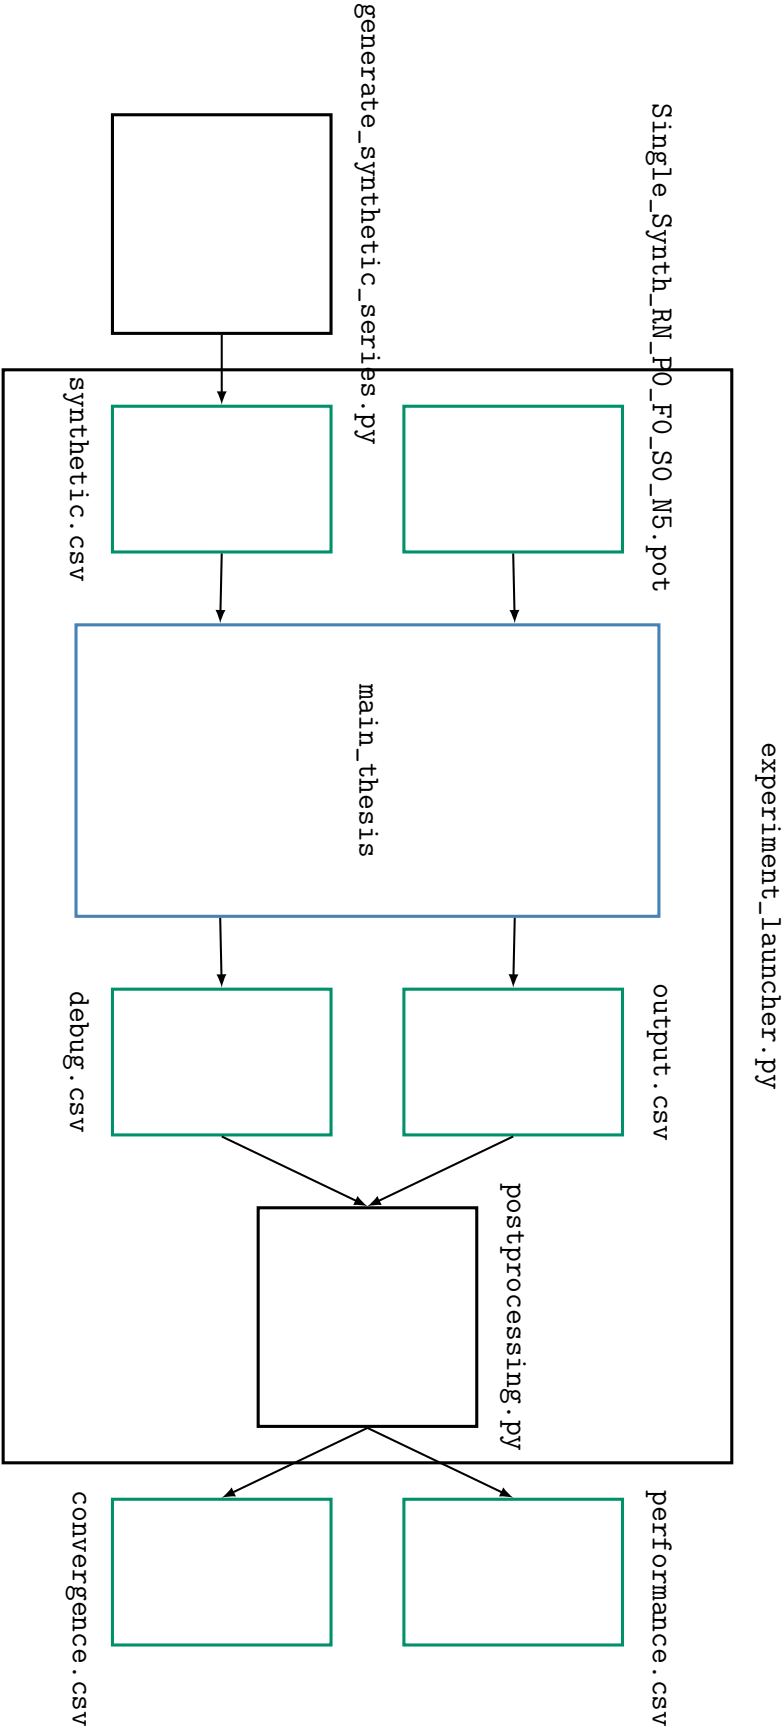 experiment_launcher.py
Single_Synth_RN_P0_F0_S0_N5.pot
output.csv
performance.csv
postprocessing.py
generate_synthetic_series.py
main_thesis
synthetic.csv
debug.csv
convergence.csv